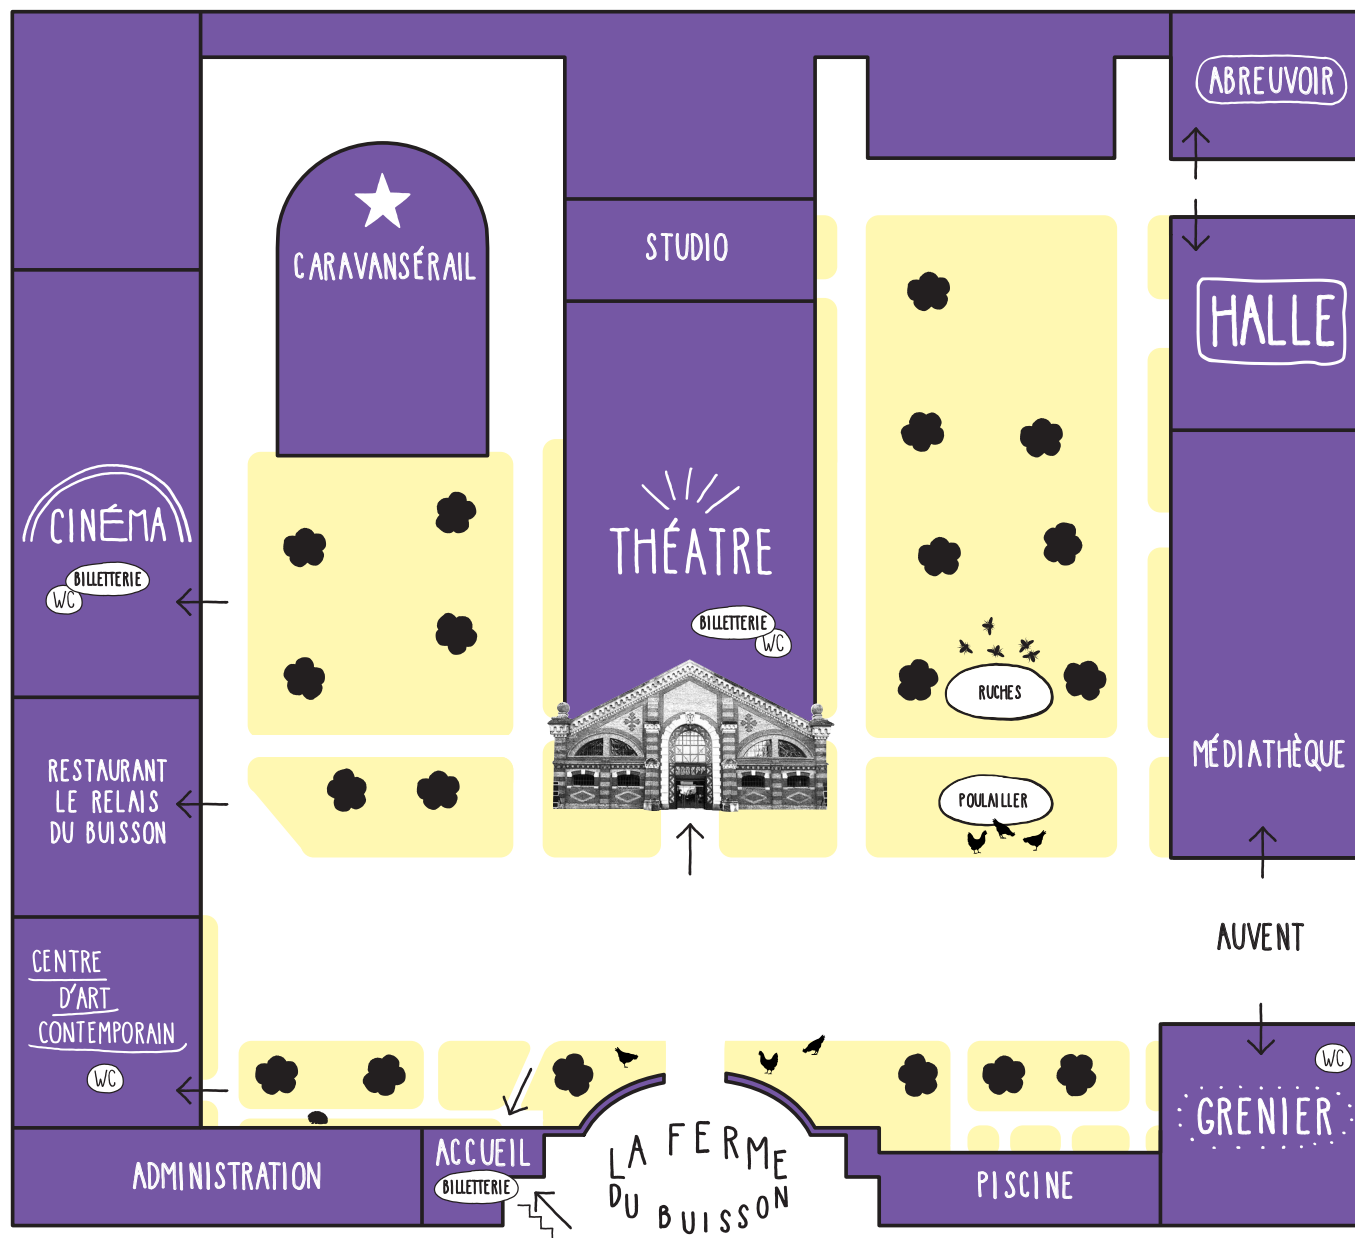 ABREUVOIR
CARAVANSÉRAIL
STUDIO
HALLE
CINÉMA
BILLETTERIE
WC
THÉATRE
BILLETTERIE
WC
RUCHES
MÉDIATHÈQUE
RESTAURANT
LE RELAIS
DU BUISSON
POULAILLER
AUVENT
CENTRE
D'ART
CONTEMPORAIN
WC
WC
GRENIER
ADMINISTRATION
ACCUEIL
BILLETTERIE
LA FERME
DU BUISSON
PISCINE